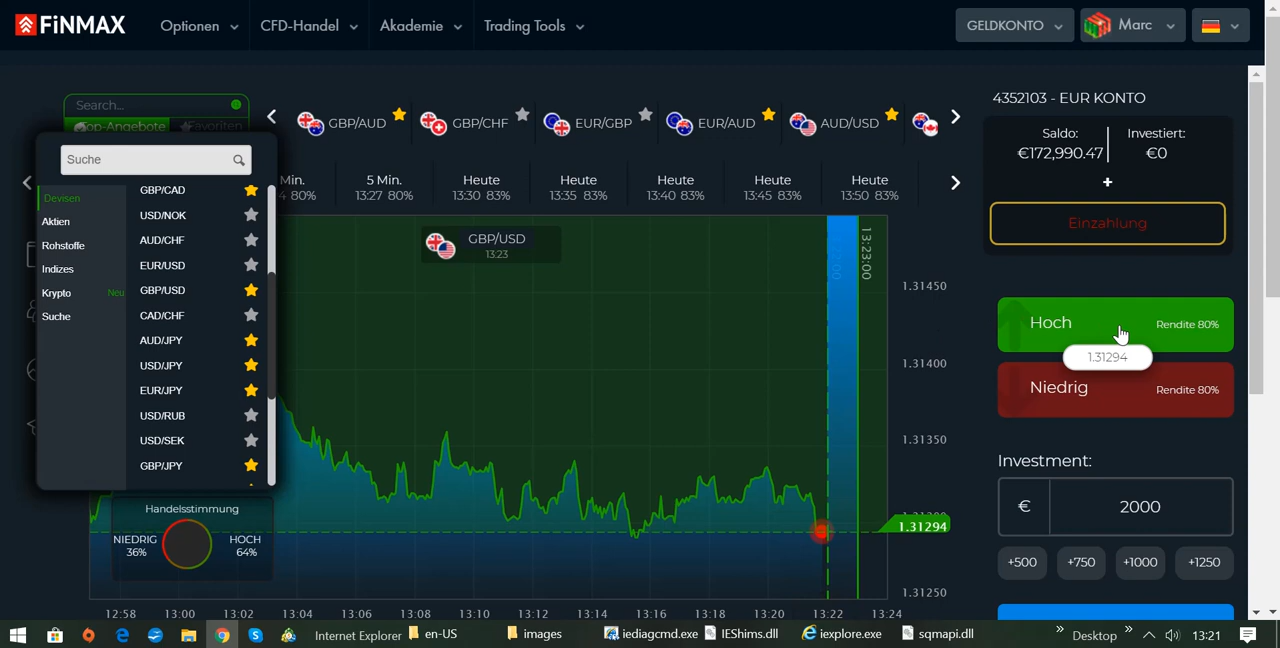 FiNMAX
Optionen
CFD-Handel
Akademie
Trading Tools
GELDKONTO
Marc
Search...
Top-Angebote
Favoriten
GBP/AUD
GBP/CHF
EUR/GBP
EUR/AUD
AUD/USD
4352103 - EUR KONTO
Saldo:
€172,990.47
Investiert:
€0
+
Einzahlung
Min.
4 80%
5 Min.
13:27 80%
Heute
13:30 83%
Heute
13:35 83%
Heute
13:40 83%
Heute
13:45 83%
Heute
13:50 83%
Suche
Devisen
Aktien
Rohstoffe
Indizes
Krypto
Neu
Suche
GBP/CAD
USD/NOK
AUD/CHF
EUR/USD
GBP/USD
CAD/CHF
AUD/JPY
USD/JPY
EUR/JPY
USD/RUB
USD/SEK
GBP/JPY
GBP/USD
13:23
13:23:00
1.31450
1.31400
1.31350
1.31294
1.31250
Hoch
Rendite 80%
1.31294
Niedrig
Rendite 80%
Investment:
€
2000
+500
+750
+1000
+1250
Handelsstimmung
NIEDRIG
36%
HOCH
64%
12:58
13:00
13:02
13:04
13:06
13:08
13:10
13:12
13:14
13:16
13:18
13:20
13:22
13:24
Internet Explorer
en-US
images
iediagcmd.exe
IEShims.dll
iexplore.exe
sqmapi.dll
»
Desktop
»
13:21